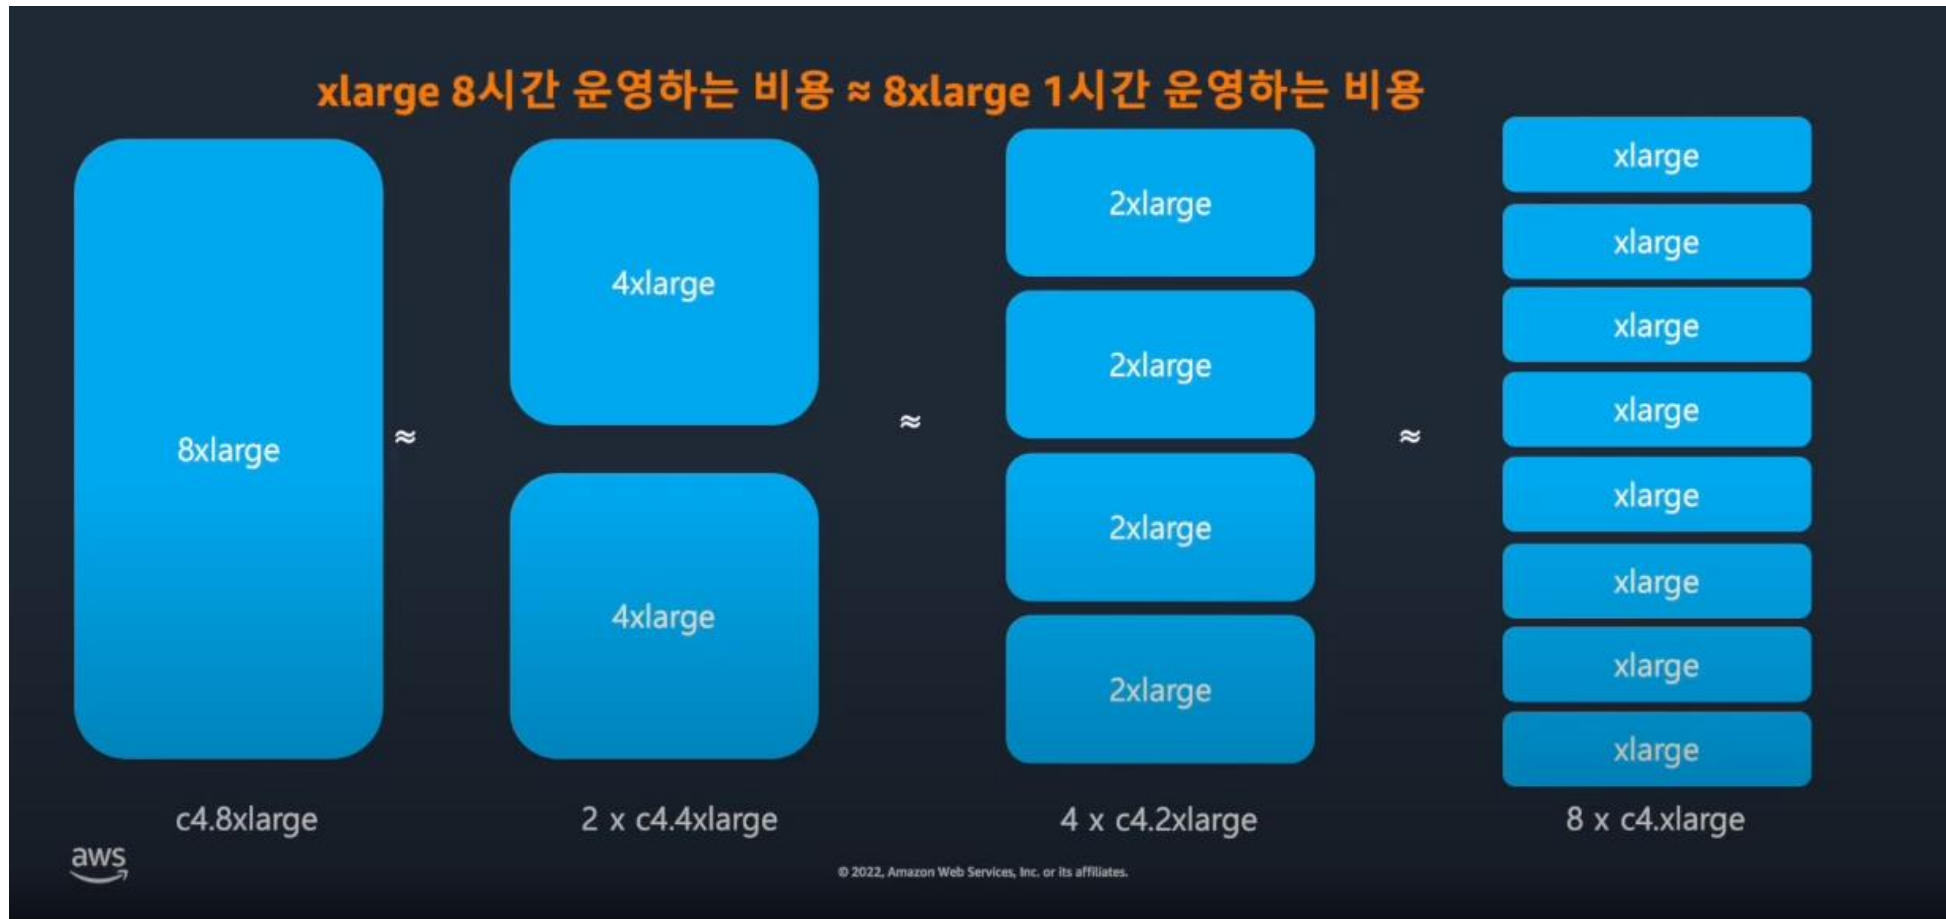 xlarge 8시간 운영하는 비용 ≈ 8xlarge 1시간 운영하는 비용
8xlarge
≈
4xlarge
4xlarge
≈
2xlarge
2xlarge
2xlarge
2xlarge
≈
xlarge
xlarge
xlarge
xlarge
xlarge
xlarge
xlarge
xlarge
c4.8xlarge
2 x c4.4xlarge
4 x c4.2xlarge
8 x c4.xlarge
aws
© 2022, Amazon Web Services, Inc. or its affiliates.